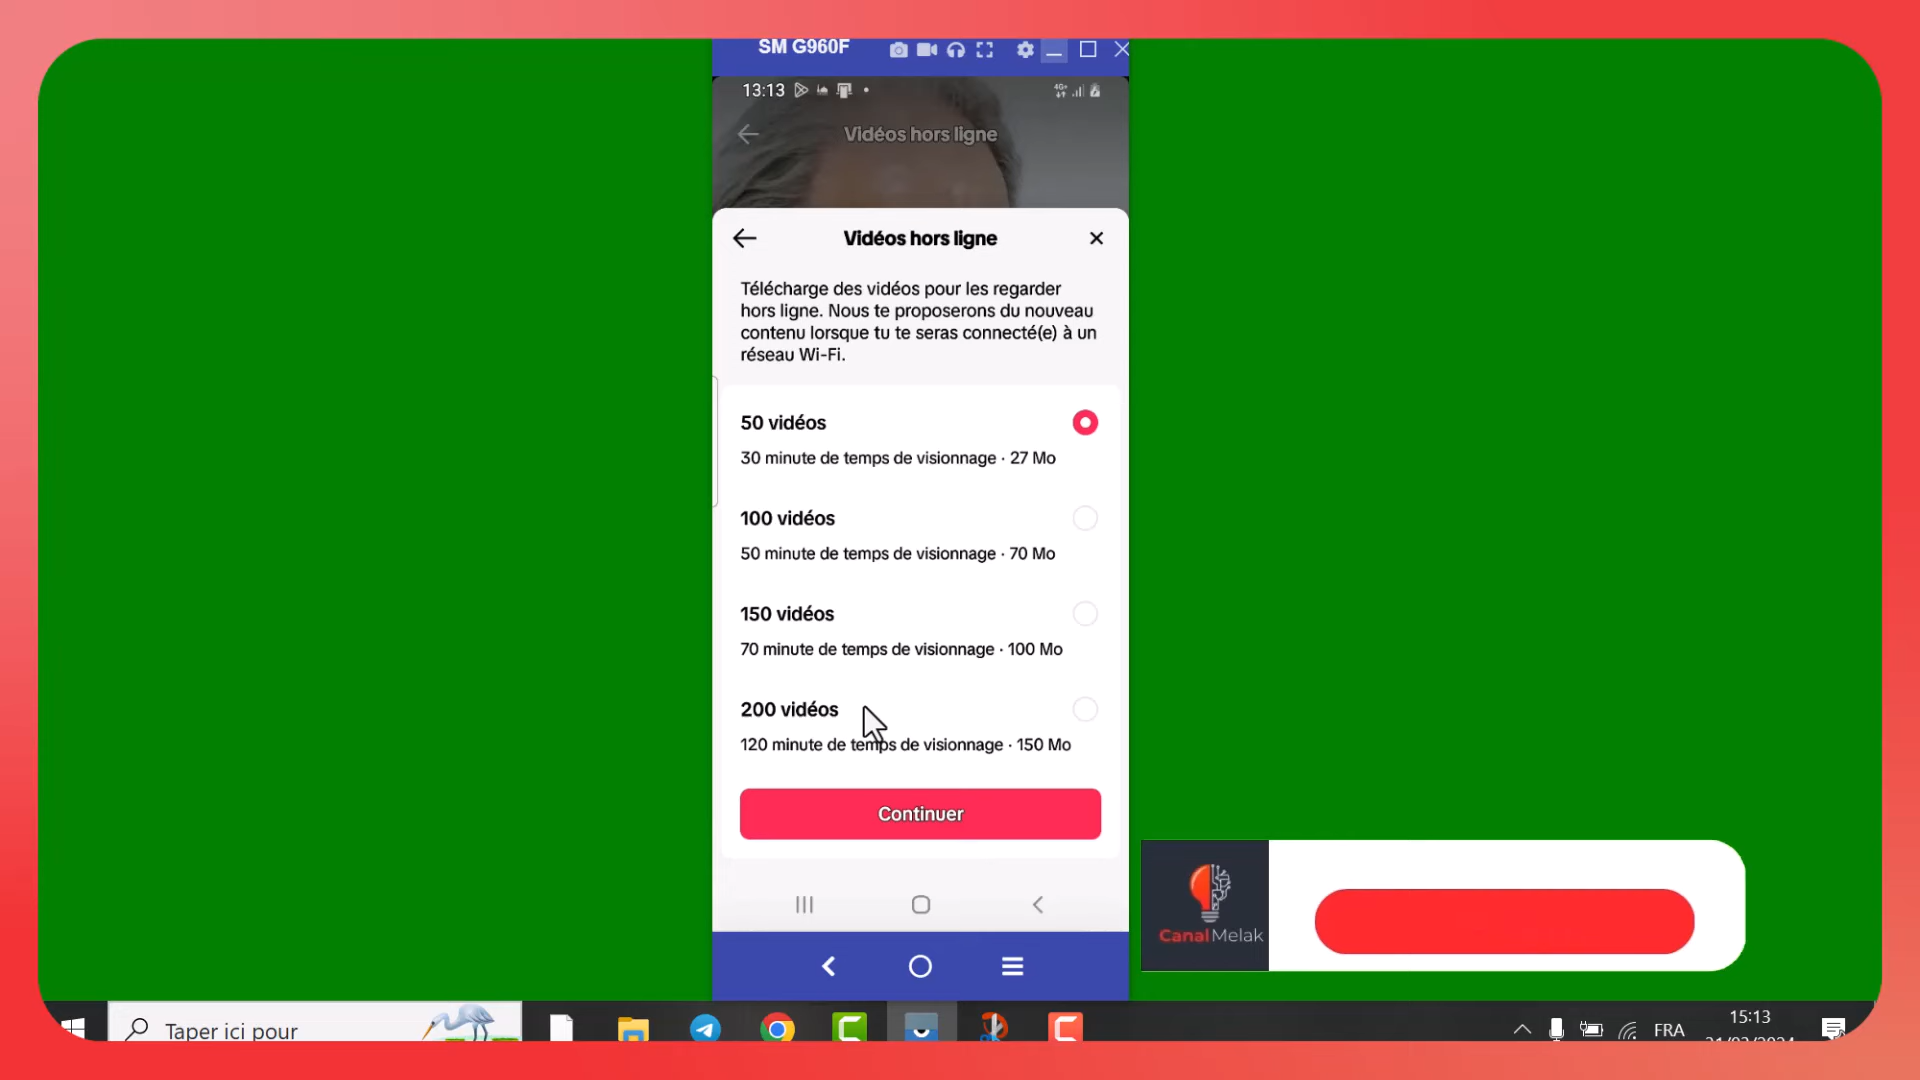 SM G960F
13:13
4G+
Vidéos hors ligne
Vidéos hors ligne
Télécharge des vidéos pour les regarder
hors ligne. Nous te proposerons du nouveau
contenu lorsque tu te seras connecté(e) à un
réseau Wi-Fi.
50 vidéos
30 minute de temps de visionnage · 27 Mo
100 vidéos
50 minute de temps de visionnage · 70 Mo
150 vidéos
70 minute de temps de visionnage · 100 Mo
200 vidéos
120 minute de temps de visionnage · 150 Mo
Continuer
CanalMelak
Taper ici pour
FRA
15:13